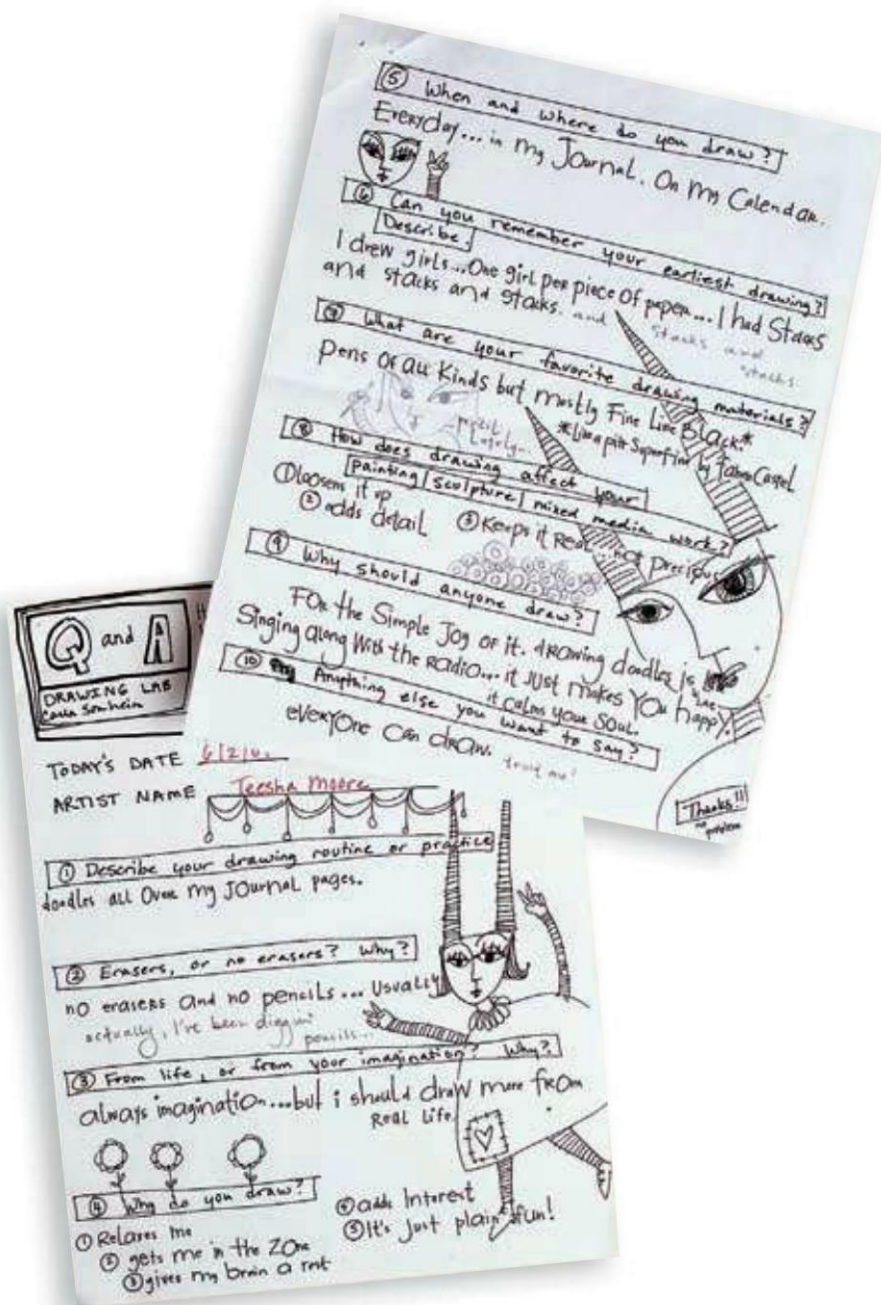 Q and A
DRAWING LAB
Carla Sonheim
TODAY'S DATE 6/2/10
ARTIST NAME Teesha Moore
① Describe your drawing routine or practice
doodles all over my Journal pages.
② Erasers, or no erasers? Why?
no erasers and no pencils... usually
actually, I've been diggin'
pencils...
③ From life, or from your imagination? Why?
always imagination...but i should draw more from
Real life.
④ Why do you draw?
① Relaxes me
② gets me in the zone
③ gives my brain a rest
④ adds interest
⑤ It's just plain fun!
⑤ When and where do you draw?
Everyday... in my Journal. On my Calendar.
⑥ Can you remember your earliest drawing?
Describe.
I drew girls...One girl per piece of paper...I had stacks
and stacks and stacks. and stacks and
stacks.
⑦ What are your favorite drawing materials?
Pens of all kinds but mostly Fine Line Black.*
*like a pitt Superfine by Faber Castel
pencil
lately...
⑧ How does drawing affect your
painting/sculpture/mixed media work?
① loosens it up
② adds detail
③ Keeps it Real...not precious
⑨ Why should anyone draw?
For the simple Joy of it. drawing doodles is like
singing along with the radio... it just makes you happy.
it calms your soul.
⑩ Anything else you want to say?
everyone can draw.
trust me!
Thanks!!
no problem